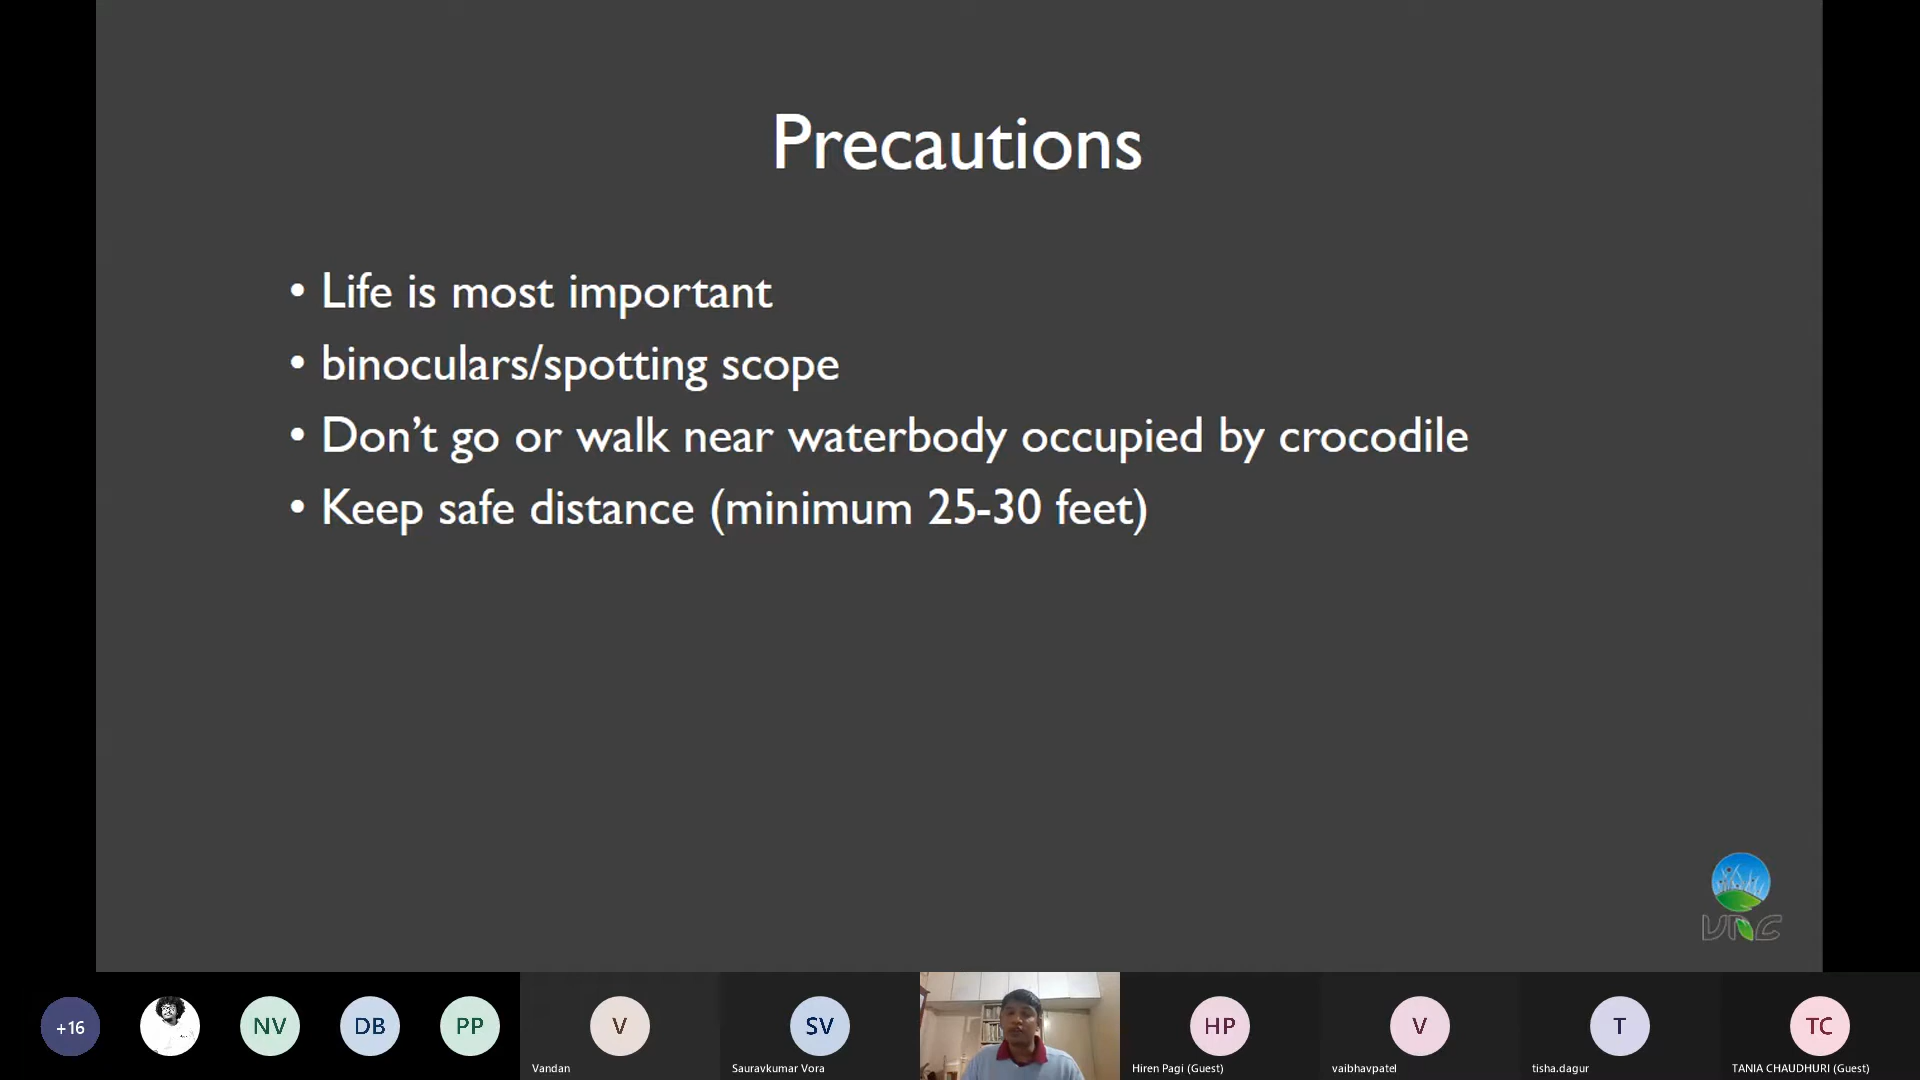 Precautions
• Life is most important
• binoculars/spotting scope
• Don’t go or walk near waterbody occupied by crocodile
• Keep safe distance (minimum 25-30 feet)
VNC
+16
NV
DB
PP
V
SV
HP
V
T
TC
Vandan
Sauravkumar Vora
Hiren Pagi (Guest)
vaibhavpatel
tisha.dagur
TANIA CHAUDHURI (Guest)